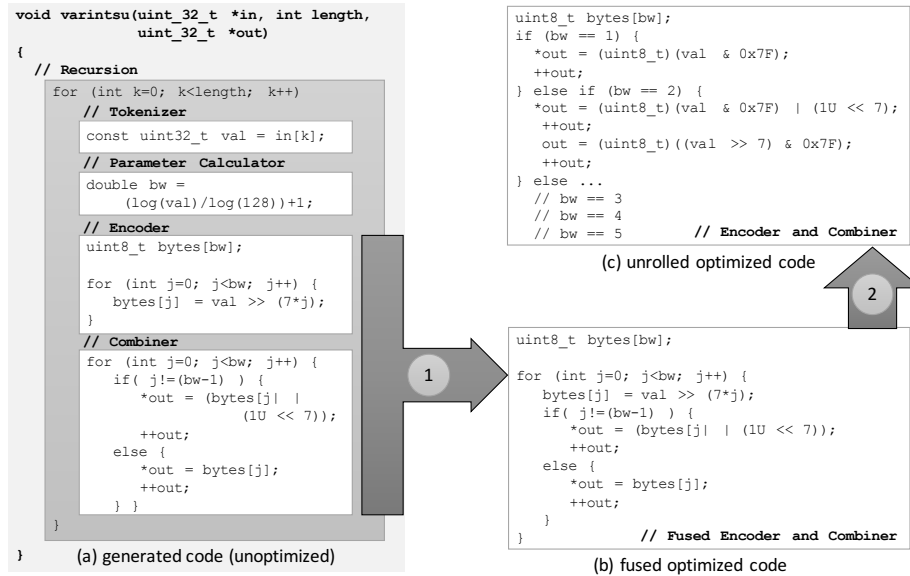 void varintsu(uint_32_t *in, int length,
uint_32_t *out)
{
// Recursion
for (int k=0; k<length; k++)
// Tokenizer
const uint32_t val = in[k];
// Parameter Calculator
double bw =
(log(val)/log(128))+1;
// Encoder
uint8_t bytes[bw];
for (int j=0; j<bw; j++) {
bytes[j] = val >> (7*j);
}
// Combiner
for (int j=0; j<bw; j++) {
if( j!=(bw-1) ) {
*out = (bytes[j| |
(1U << 7));
++out;
else {
*out = bytes[j];
++out;
} }
}
}
(a) generated code (unoptimized)
1
uint8_t bytes[bw];
for (int j=0; j<bw; j++) {
bytes[j] = val >> (7*j);
if( j!=(bw-1) ) {
*out = (bytes[j| | (1U << 7));
++out;
else {
*out = bytes[j];
++out;
}
} // Fused Encoder and Combiner
(b) fused optimized code
2
uint8_t bytes[bw];
if (bw == 1) {
*out = (uint8_t)(val & 0x7F);
++out;
} else if (bw == 2) {
*out = (uint8_t)(val & 0x7F) | (1U << 7);
++out;
out = (uint8_t)((val >> 7) & 0x7F);
++out;
} else ...
// bw == 3
// bw == 4
// bw == 5 // Encoder and Combiner
(c) unrolled optimized code